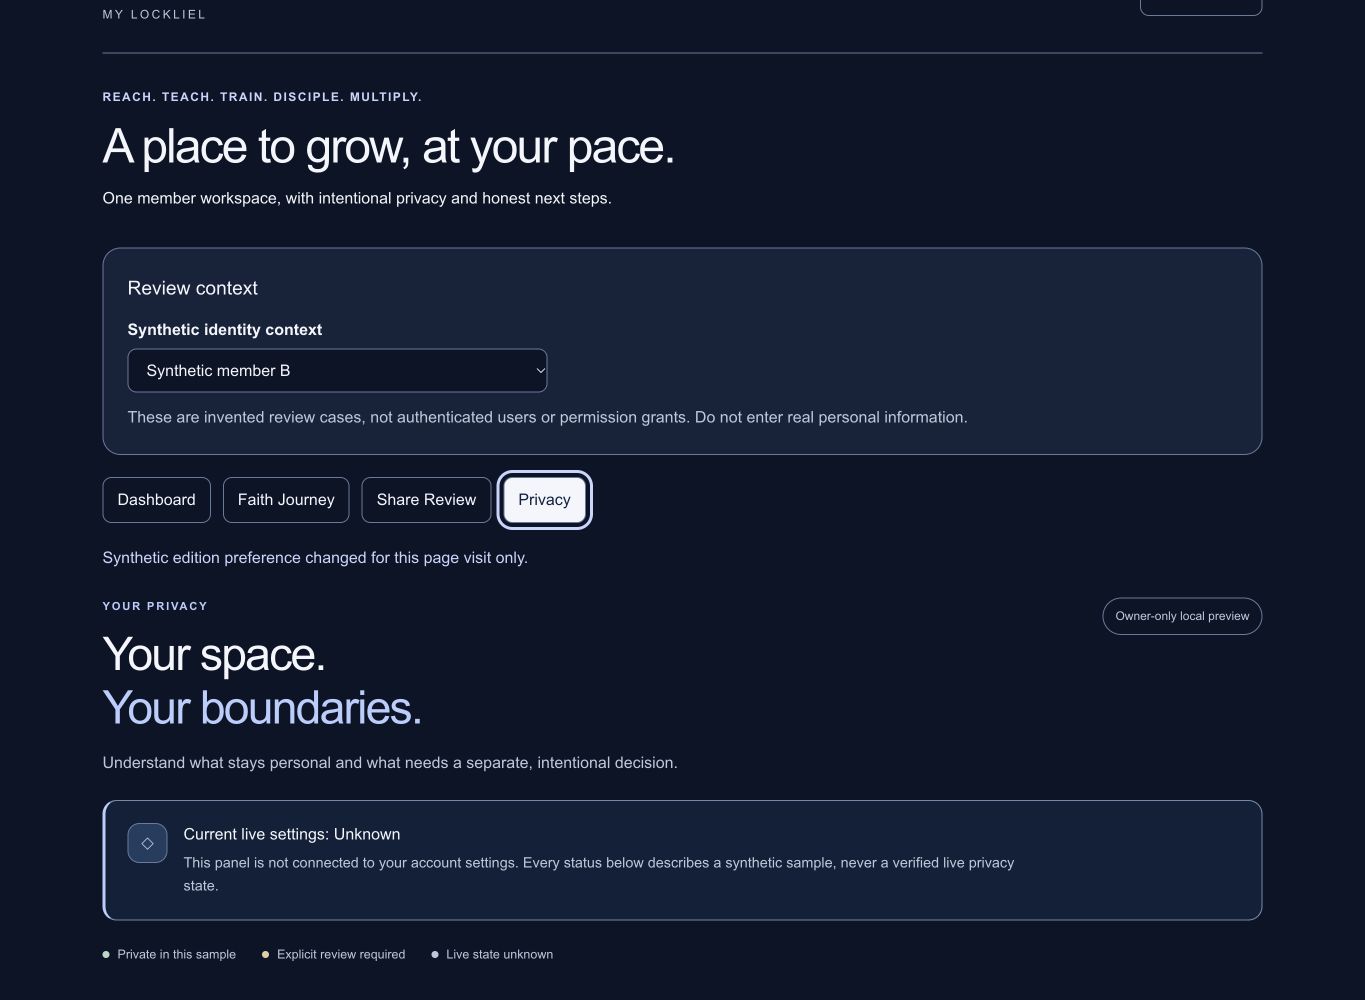 MY LOCKLIEL
REACH. TEACH. TRAIN. DISCIPLE. MULTIPLY.
A place to grow, at your pace.
One member workspace, with intentional privacy and honest next steps.
Review context
Synthetic identity context
Synthetic member B
These are invented review cases, not authenticated users or permission grants. Do not enter real personal information.
Dashboard
Faith Journey
Share Review
Privacy
Synthetic edition preference changed for this page visit only.
YOUR PRIVACY
Owner-only local preview
Your space.
Your boundaries.
Understand what stays personal and what needs a separate, intentional decision.
Current live settings: Unknown
This panel is not connected to your account settings. Every status below describes a synthetic sample, never a verified live privacy
state.
Private in this sample
Explicit review required
Live state unknown